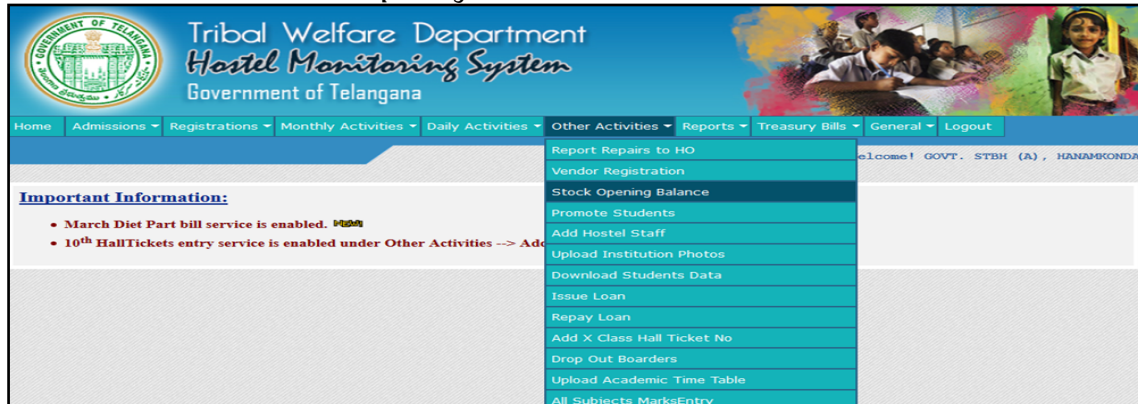 GOVERNMENT OF TELANGANA
Tribal Welfare Departm
Hostel Monitoring System
Government of Telangana
Home Admissions Registrations Monthly Activities Daily Activities Other Activities Reports Treasury Bills General Logout
elcome! GOVT. STBH (A), HANAMKONDA
Report Repairs to HO
Vendor Registration
Stock Opening Balance
Promote Students
Add Hostel Staff
Upload Institution Photos
Download Students Data
Issue Loan
Repay Loan
Add X Class Hall Ticket No
Drop Out Boarders
Upload Academic Time Table
All Subjects MarksEntry
Important Information:
• March Diet Part bill service is enabled. NEW!
• 10th HallTickets entry service is enabled under Other Activities --> Add